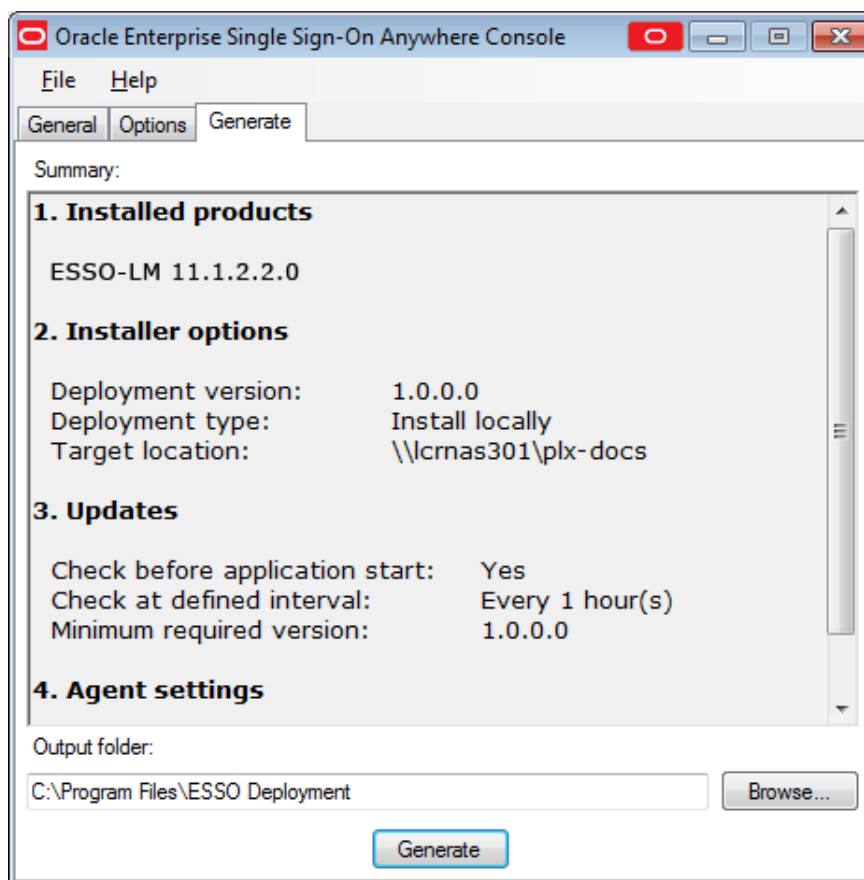 Oracle Enterprise Single Sign-On Anywhere Console
File Help
General Options Generate
Summary:
1. Installed products
ESSO-LM 11.1.2.2.0
2. Installer options
Deployment version: 1.0.0.0
Deployment type: Install locally
Target location: \\lcrnas301\plx-docs
3. Updates
Check before application start: Yes
Check at defined interval: Every 1 hour(s)
Minimum required version: 1.0.0.0
4. Agent settings
Output folder:
C:\Program Files\ESSO Deployment Browse...
Generate